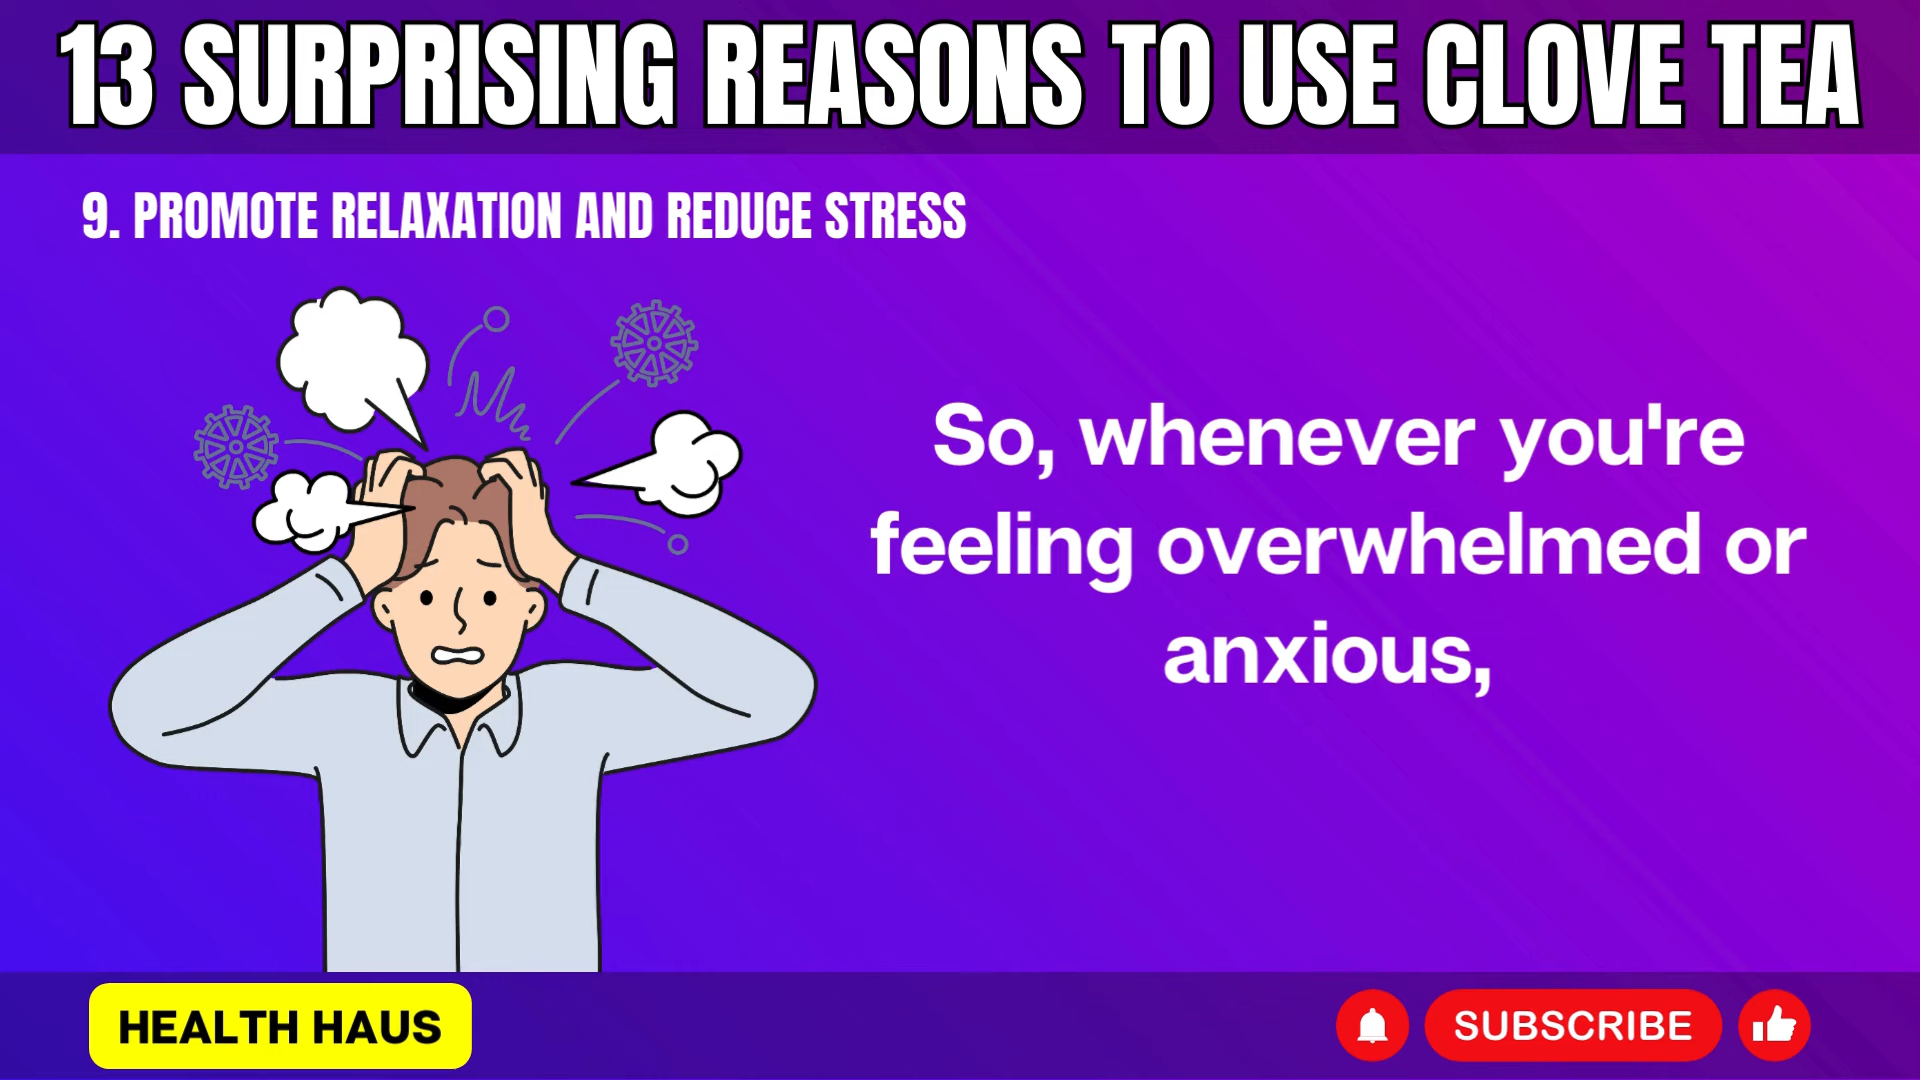 13 SURPRISING REASONS TO USE CLOVE TEA
9. PROMOTE RELAXATION AND REDUCE STRESS
So, whenever you're
feeling overwhelmed or
anxious,
HEALTH HAUS
SUBSCRIBE